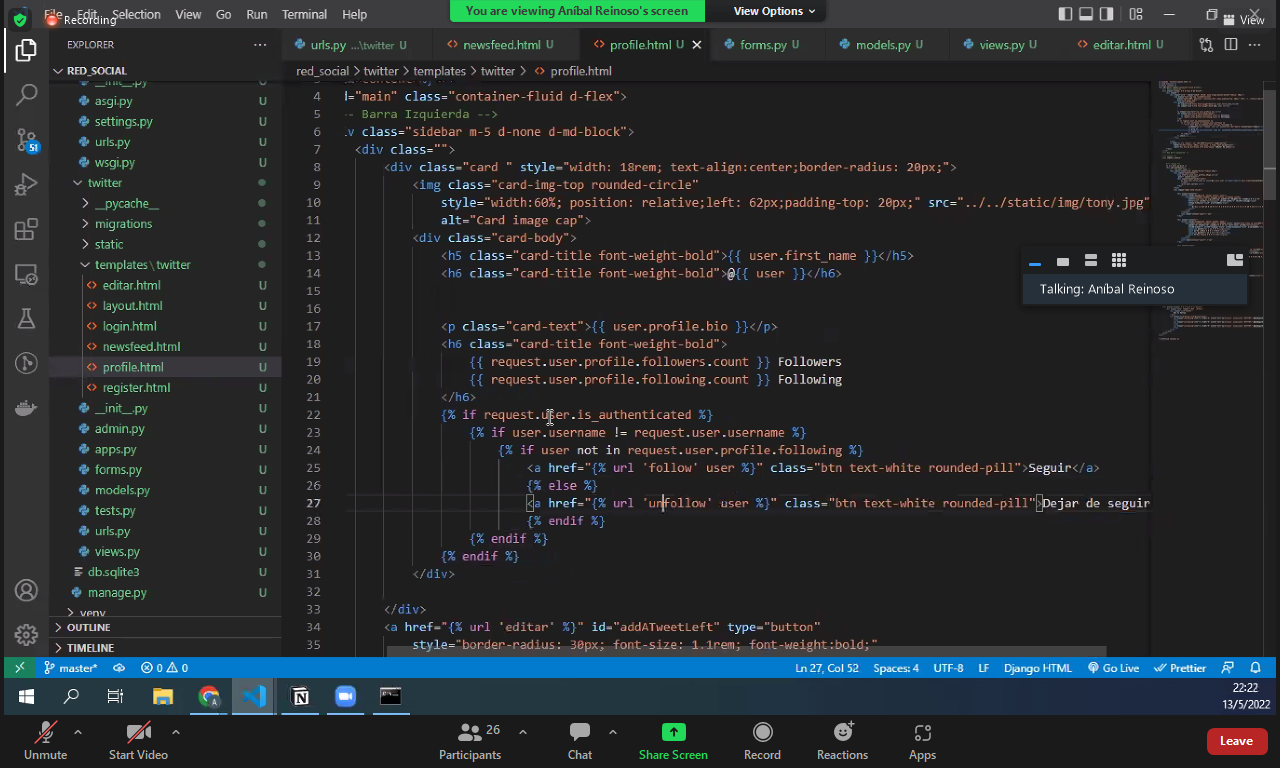 Recording
File Edit Selection View Go Run Terminal Help
You are viewing Aníbal Reinoso's screen
View Options
View
EXPLORER
RED_SOCIAL
__init__.py U
asgi.py U
settings.py U
urls.py U
wsgi.py U
twitter
__pycache__
migrations
static
templates\twitter
editar.html U
layout.html U
login.html U
newsfeed.html U
profile.html U
register.html U
__init__.py U
admin.py U
apps.py U
forms.py U
models.py U
tests.py U
urls.py U
views.py U
db.sqlite3 U
manage.py U
venv
OUTLINE
TIMELINE
51
urls.py ...\twitter U
newsfeed.html U
profile.html U
forms.py U
models.py U
views.py U
editar.html U
red_social > twitter > templates > twitter > profile.html
4 d="main" class="container-fluid d-flex">
5 -- Barra Izquierda -->
6 iv class="sidebar m-5 d-none d-md-block">
7 <div class="">
8 <div class="card " style="width: 18rem; text-align:center;border-radius: 20px;">
9 <img class="card-img-top rounded-circle"
10 style="width:60%; position: relative;left: 62px;padding-top: 20px;" src="../../static/img/tony.jpg"
11 alt="Card image cap">
12 <div class="card-body">
13 <h5 class="card-title font-weight-bold">{{ user.first_name }}</h5>
14 <h6 class="card-title font-weight-bold">@{{ user }}</h6>
15
16
17 <p class="card-text">{{ user.profile.bio }}</p>
18 <h6 class="card-title font-weight-bold">
19 {{ request.user.profile.followers.count }} Followers
20 {{ request.user.profile.following.count }} Following
21 </h6>
22 {% if request.user.is_authenticated %}
23 {% if user.username != request.user.username %}
24 {% if user not in request.user.profile.following %}
25 <a href="{% url 'follow' user %}" class="btn text-white rounded-pill">Seguir</a>
26 {% else %}
27 <a href="{% url 'unfollow' user %}" class="btn text-white rounded-pill">Dejar de seguir
28 {% endif %}
29 {% endif %}
30 {% endif %}
31 </div>
32
33 </div>
34 <a href="{% url 'editar' %}" id="addATweetLeft" type="button"
35 style="border-radius: 30px; font-size: 1.1rem; font-weight:bold;"
Talking: Aníbal Reinoso
master* 0 0
Ln 27, Col 52 Spaces: 4 UTF-8 LF Django HTML Go Live Prettier
22:22
13/5/2022
Unmute
Start Video
26
Participants
Chat
Share Screen
Record
Reactions
Apps
Leave